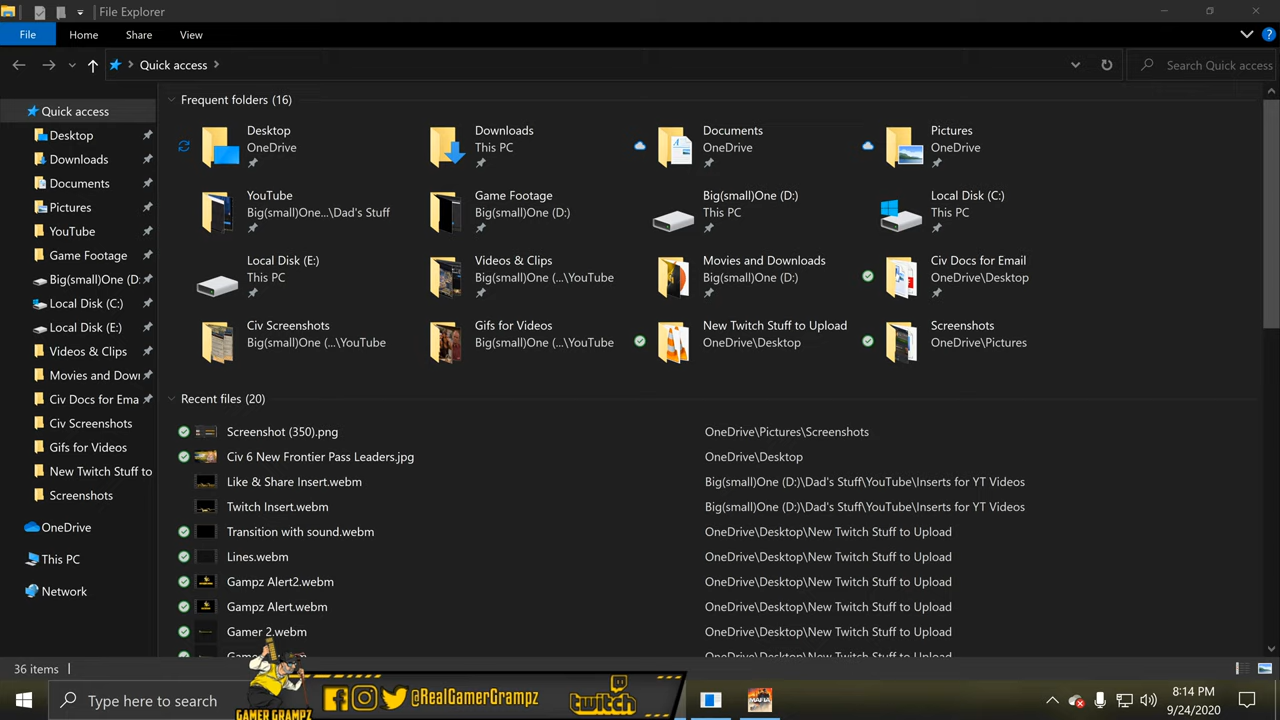 File Explorer
File Home Share View
Quick access
Search Quick access
Quick access
Desktop
Downloads
Documents
Pictures
YouTube
Game Footage
Big(small)One (D:
Local Disk (C:)
Local Disk (E:)
Videos & Clips
Movies and Down
Civ Docs for Ema
Civ Screenshots
Gifs for Videos
New Twitch Stuff to
Screenshots
OneDrive
This PC
Network
Frequent folders (16)
Desktop
OneDrive
Downloads
This PC
Documents
OneDrive
Pictures
OneDrive
YouTube
Big(small)One...\Dad's Stuff
Game Footage
Big(small)One (D:)
Big(small)One (D:)
This PC
Local Disk (C:)
This PC
Local Disk (E:)
This PC
Videos & Clips
Big(small)One (...\YouTube
Movies and Downloads
Big(small)One (D:)
Civ Docs for Email
OneDrive\Desktop
Civ Screenshots
Big(small)One (...\YouTube
Gifs for Videos
Big(small)One (...\YouTube
New Twitch Stuff to Upload
OneDrive\Desktop
Screenshots
OneDrive\Pictures
Recent files (20)
Screenshot (350).png OneDrive\Pictures\Screenshots
Civ 6 New Frontier Pass Leaders.jpg OneDrive\Desktop
Like & Share Insert.webm Big(small)One (D:)\Dad's Stuff\YouTube\Inserts for YT Videos
Twitch Insert.webm Big(small)One (D:)\Dad's Stuff\YouTube\Inserts for YT Videos
Transition with sound.webm OneDrive\Desktop\New Twitch Stuff to Upload
Lines.webm OneDrive\Desktop\New Twitch Stuff to Upload
Gampz Alert2.webm OneDrive\Desktop\New Twitch Stuff to Upload
Gampz Alert.webm OneDrive\Desktop\New Twitch Stuff to Upload
Gamer 2.webm OneDrive\Desktop\New Twitch Stuff to Upload
36 items
Type here to search
GAMER GRAMPZ
@RealGamerGrampz
twitch
MAFIA
8:14 PM
9/24/2020